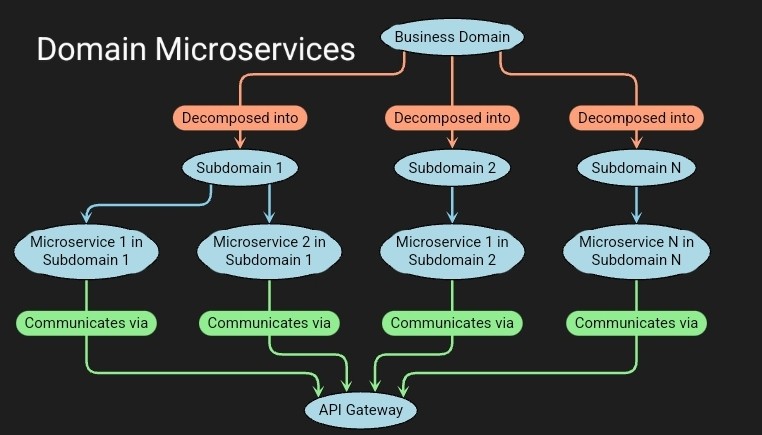 Domain Microservices
Business Domain
Decomposed into
Decomposed into
Decomposed into
Subdomain 1
Subdomain 2
Subdomain N
Microservice 1 in
Subdomain 1
Microservice 2 in
Subdomain 1
Microservice 1 in
Subdomain 2
Microservice N in
Subdomain N
Communicates via
Communicates via
Communicates via
Communicates via
API Gateway